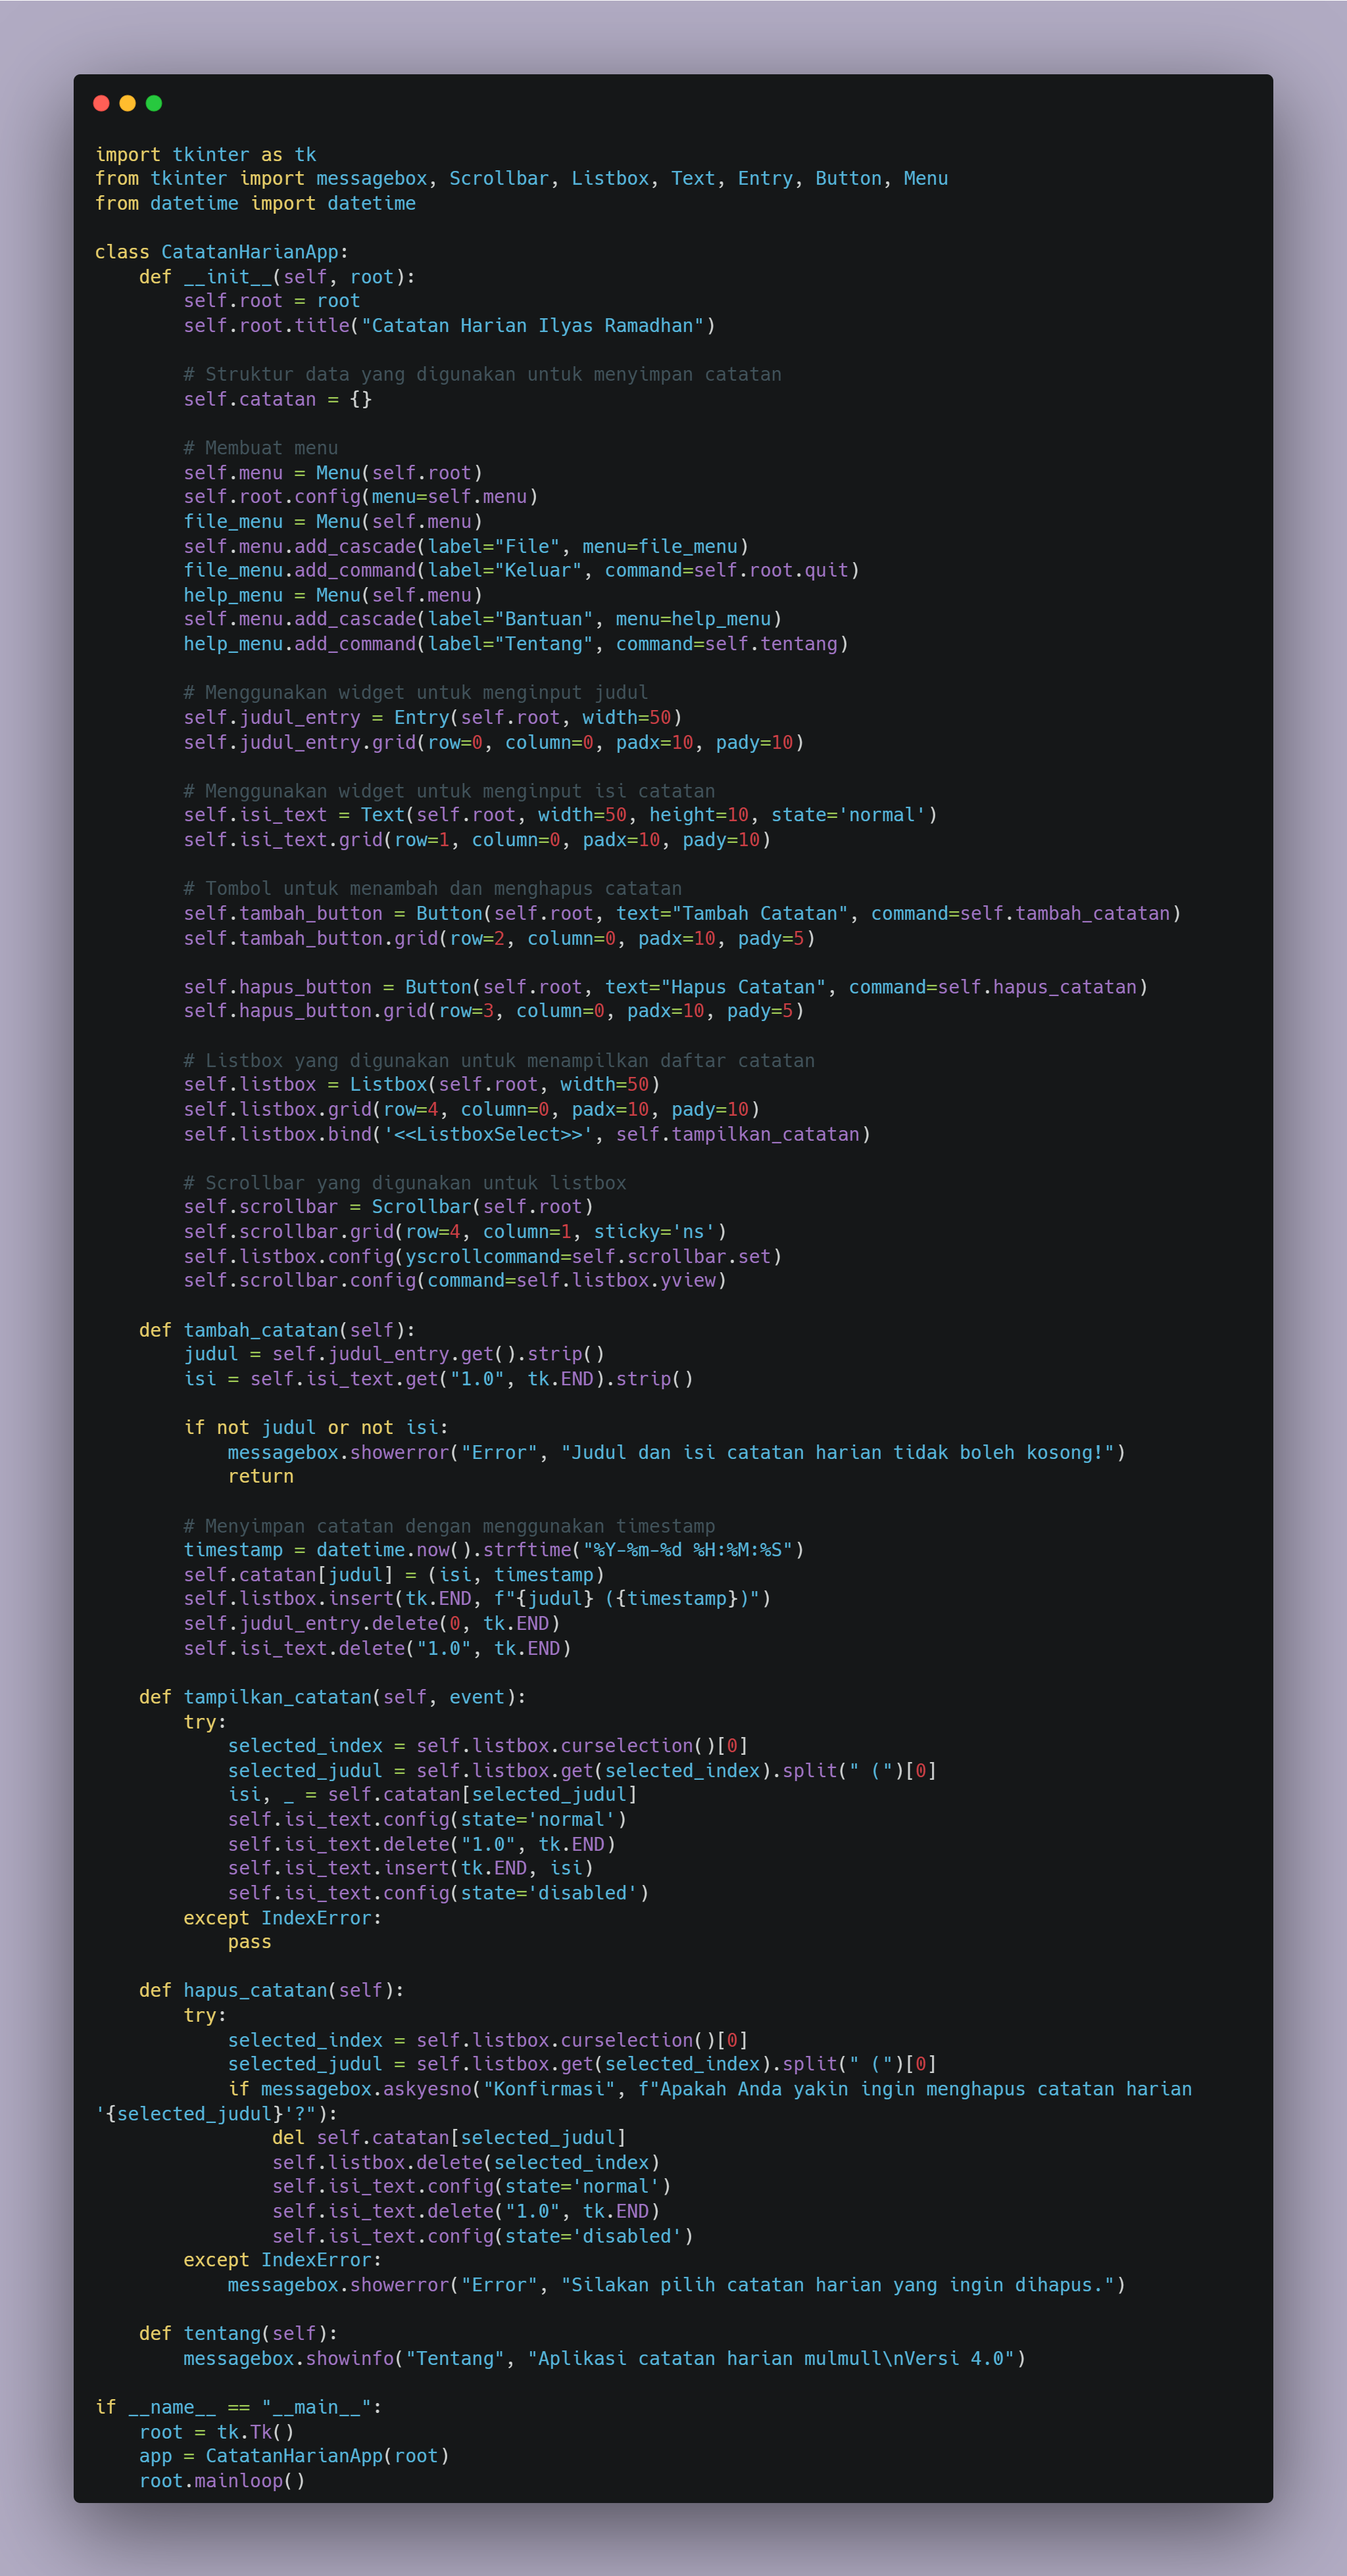 import tkinter as tk
from tkinter import messagebox, Scrollbar, Listbox, Text, Entry, Button, Menu
from datetime import datetime

class CatatanHarianApp:
    def __init__(self, root):
        self.root = root
        self.root.title("Catatan Harian Ilyas Ramadhan")

        # Struktur data yang digunakan untuk menyimpan catatan
        self.catatan = {}

        # Membuat menu
        self.menu = Menu(self.root)
        self.root.config(menu=self.menu)
        file_menu = Menu(self.menu)
        self.menu.add_cascade(label="File", menu=file_menu)
        file_menu.add_command(label="Keluar", command=self.root.quit)
        help_menu = Menu(self.menu)
        self.menu.add_cascade(label="Bantuan", menu=help_menu)
        help_menu.add_command(label="Tentang", command=self.tentang)

        # Menggunakan widget untuk menginput judul
        self.judul_entry = Entry(self.root, width=50)
        self.judul_entry.grid(row=0, column=0, padx=10, pady=10)

        # Menggunakan widget untuk menginput isi catatan
        self.isi_text = Text(self.root, width=50, height=10, state='normal')
        self.isi_text.grid(row=1, column=0, padx=10, pady=10)

        # Tombol untuk menambah dan menghapus catatan
        self.tambah_button = Button(self.root, text="Tambah Catatan", command=self.tambah_catatan)
        self.tambah_button.grid(row=2, column=0, padx=10, pady=5)

        self.hapus_button = Button(self.root, text="Hapus Catatan", command=self.hapus_catatan)
        self.hapus_button.grid(row=3, column=0, padx=10, pady=5)

        # Listbox yang digunakan untuk menampilkan daftar catatan
        self.listbox = Listbox(self.root, width=50)
        self.listbox.grid(row=4, column=0, padx=10, pady=10)
        self.listbox.bind('<<ListboxSelect>>', self.tampilkan_catatan)

        # Scrollbar yang digunakan untuk listbox
        self.scrollbar = Scrollbar(self.root)
        self.scrollbar.grid(row=4, column=1, sticky='ns')
        self.listbox.config(yscrollcommand=self.scrollbar.set)
        self.scrollbar.config(command=self.listbox.yview)

    def tambah_catatan(self):
        judul = self.judul_entry.get().strip()
        isi = self.isi_text.get("1.0", tk.END).strip()

        if not judul or not isi:
            messagebox.showerror("Error", "Judul dan isi catatan harian tidak boleh kosong!")
            return

        # Menyimpan catatan dengan menggunakan timestamp
        timestamp = datetime.now().strftime("%Y-%m-%d %H:%M:%S")
        self.catatan[judul] = (isi, timestamp)
        self.listbox.insert(tk.END, f"{judul} ({timestamp})")
        self.judul_entry.delete(0, tk.END)
        self.isi_text.delete("1.0", tk.END)

    def tampilkan_catatan(self, event):
        try:
            selected_index = self.listbox.curselection()[0]
            selected_judul = self.listbox.get(selected_index).split(" (")[0]
            isi, _ = self.catatan[selected_judul]
            self.isi_text.config(state='normal')
            self.isi_text.delete("1.0", tk.END)
            self.isi_text.insert(tk.END, isi)
            self.isi_text.config(state='disabled')
        except IndexError:
            pass

    def hapus_catatan(self):
        try:
            selected_index = self.listbox.curselection()[0]
            selected_judul = self.listbox.get(selected_index).split(" (")[0]
            if messagebox.askyesno("Konfirmasi", f"Apakah Anda yakin ingin menghapus catatan harian
'{selected_judul}'?"):
                del self.catatan[selected_judul]
                self.listbox.delete(selected_index)
                self.isi_text.config(state='normal')
                self.isi_text.delete("1.0", tk.END)
                self.isi_text.config(state='disabled')
        except IndexError:
            messagebox.showerror("Error", "Silakan pilih catatan harian yang ingin dihapus.")

    def tentang(self):
        messagebox.showinfo("Tentang", "Aplikasi catatan harian mulmull\nVersi 4.0")

if __name__ == "__main__":
    root = tk.Tk()
    app = CatatanHarianApp(root)
    root.mainloop()